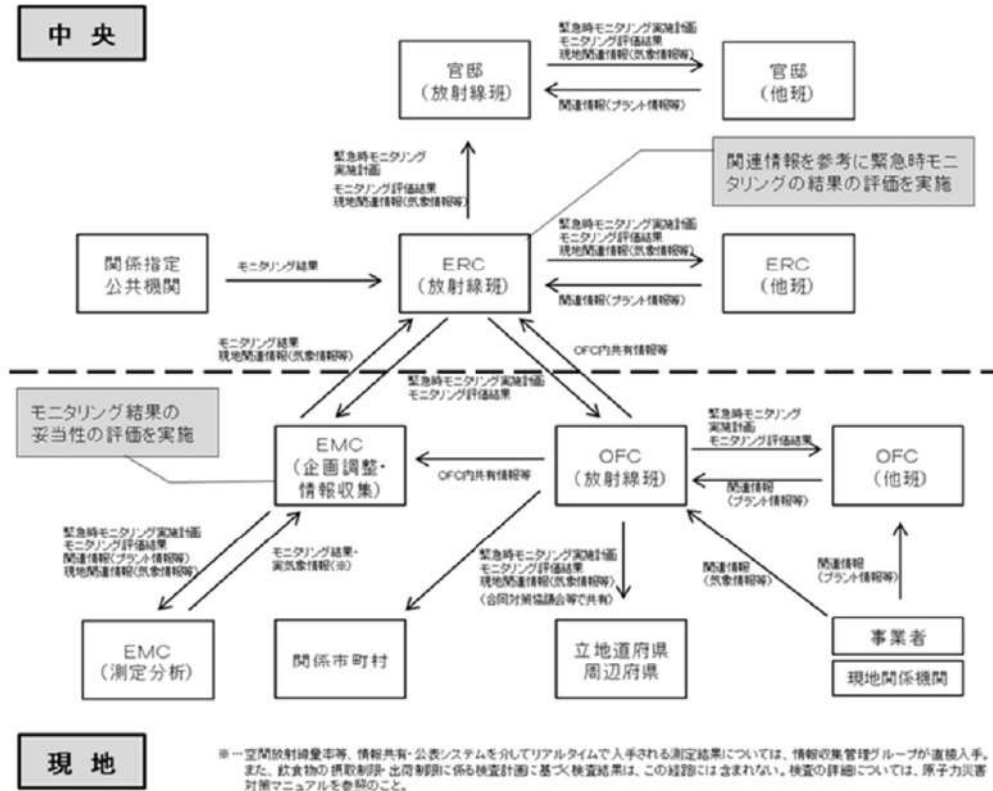 中央
緊急時モニタリング実施計画
モニタリング評価結果
現地関連情報(気象情報等)
官邸
(放射線班)
官邸
(他班)
関連情報(プラント情報等)
緊急時モニタリング
実施計画
モニタリング評価結果
現地関連情報(気象情報等)
関連情報を参考に緊急時モニ
タリングの結果の評価を実施
緊急時モニタリング実施計画
モニタリング評価結果
現地関連情報(気象情報等)
関係指定
公共機関
モニタリング結果
ERC
(放射線班)
ERC
(他班)
関連情報(プラント情報等)
モニタリング結果
現地関連情報(気象情報等)
OFC内共有情報等
緊急時モニタリング実施計画
モニタリング評価結果
モニタリング結果の
妥当性の評価を実施
EMC
(企画調整・
情報収集)
OFC内共有情報等
OFC
(放射線班)
緊急時モニタリング
実施計画
モニタリング評価結果
関連情報
(プラント情報等)
OFC
(他班)
緊急時モニタリング実施計画
モニタリング評価結果
関連情報(プラント情報等)
現地関連情報(気象情報等)
モニタリング結果・
実気象情報(※)
緊急時モニタリング実施計画
モニタリング評価結果
現地関連情報(気象情報等)
(合同対策協議会等で共有)
関連情報
(気象情報等)
関連情報
(プラント情報等)
EMC
(測定分析)
関係市町村
立地道府県
周辺府県
事業者
現地関係機関
現地
※…空間放射線量率等、情報共有・公表システムを介してリアルタイムで入手される測定結果については、情報収集管理グループが直接入手。
また、飲食物の摂取制限・出荷制限に係る検査計画に基づく検査結果は、この経路には含まれない。検査の詳細については、原子力災害
対策マニュアルを参照のこと。